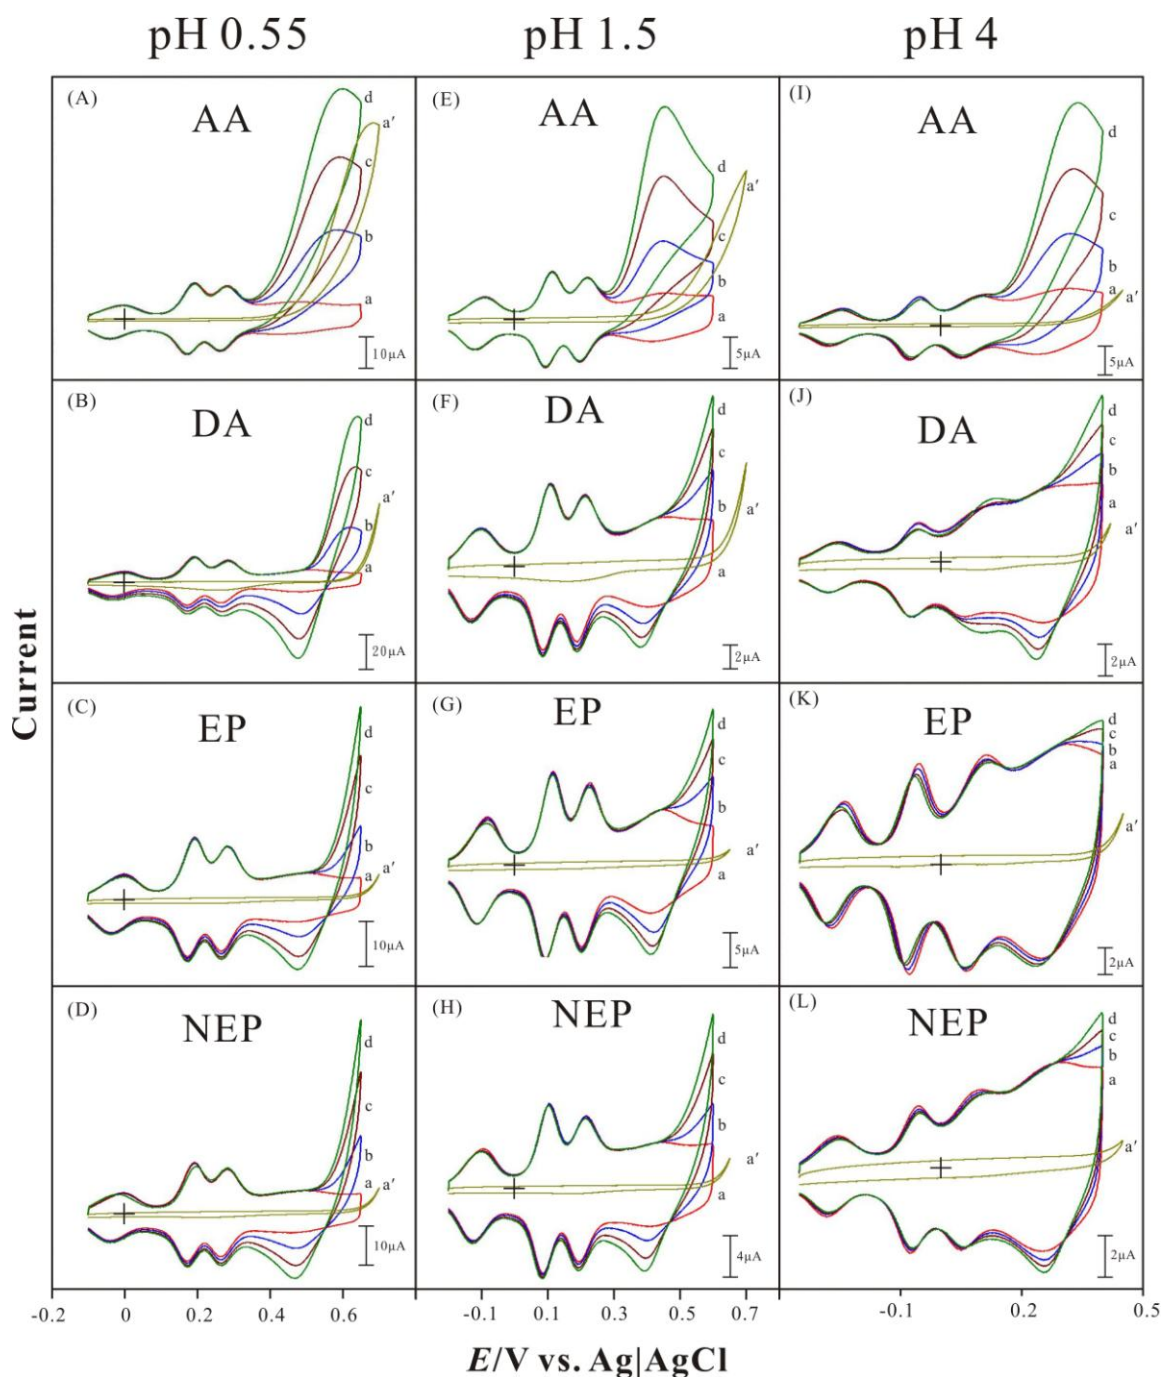 pH 0.55 pH 1.5 pH 4
(A) AA d a′ c b a 10μA
(E) AA d a′ c b a 5μA
(I) AA d c b a a′ 5μA
(B) DA d c a′ b a 20μA
(F) DA d c a′ b a 2μA
(J) DA d c b a a′ 2μA
(C) EP d c b a′ a 10μA
(G) EP d c b a′ a 5μA
(K) EP d c b a a′ 2μA
(D) NEP d c b a a′ 10μA
(H) NEP d c b a′ a 4μA
(L) NEP d c b a a′ 2μA
Current
-0.2 0 0.2 0.4 0.6 -0.1 0.1 0.3 0.5 0.7 -0.1 0.2 0.5
E/V vs. Ag|AgCl